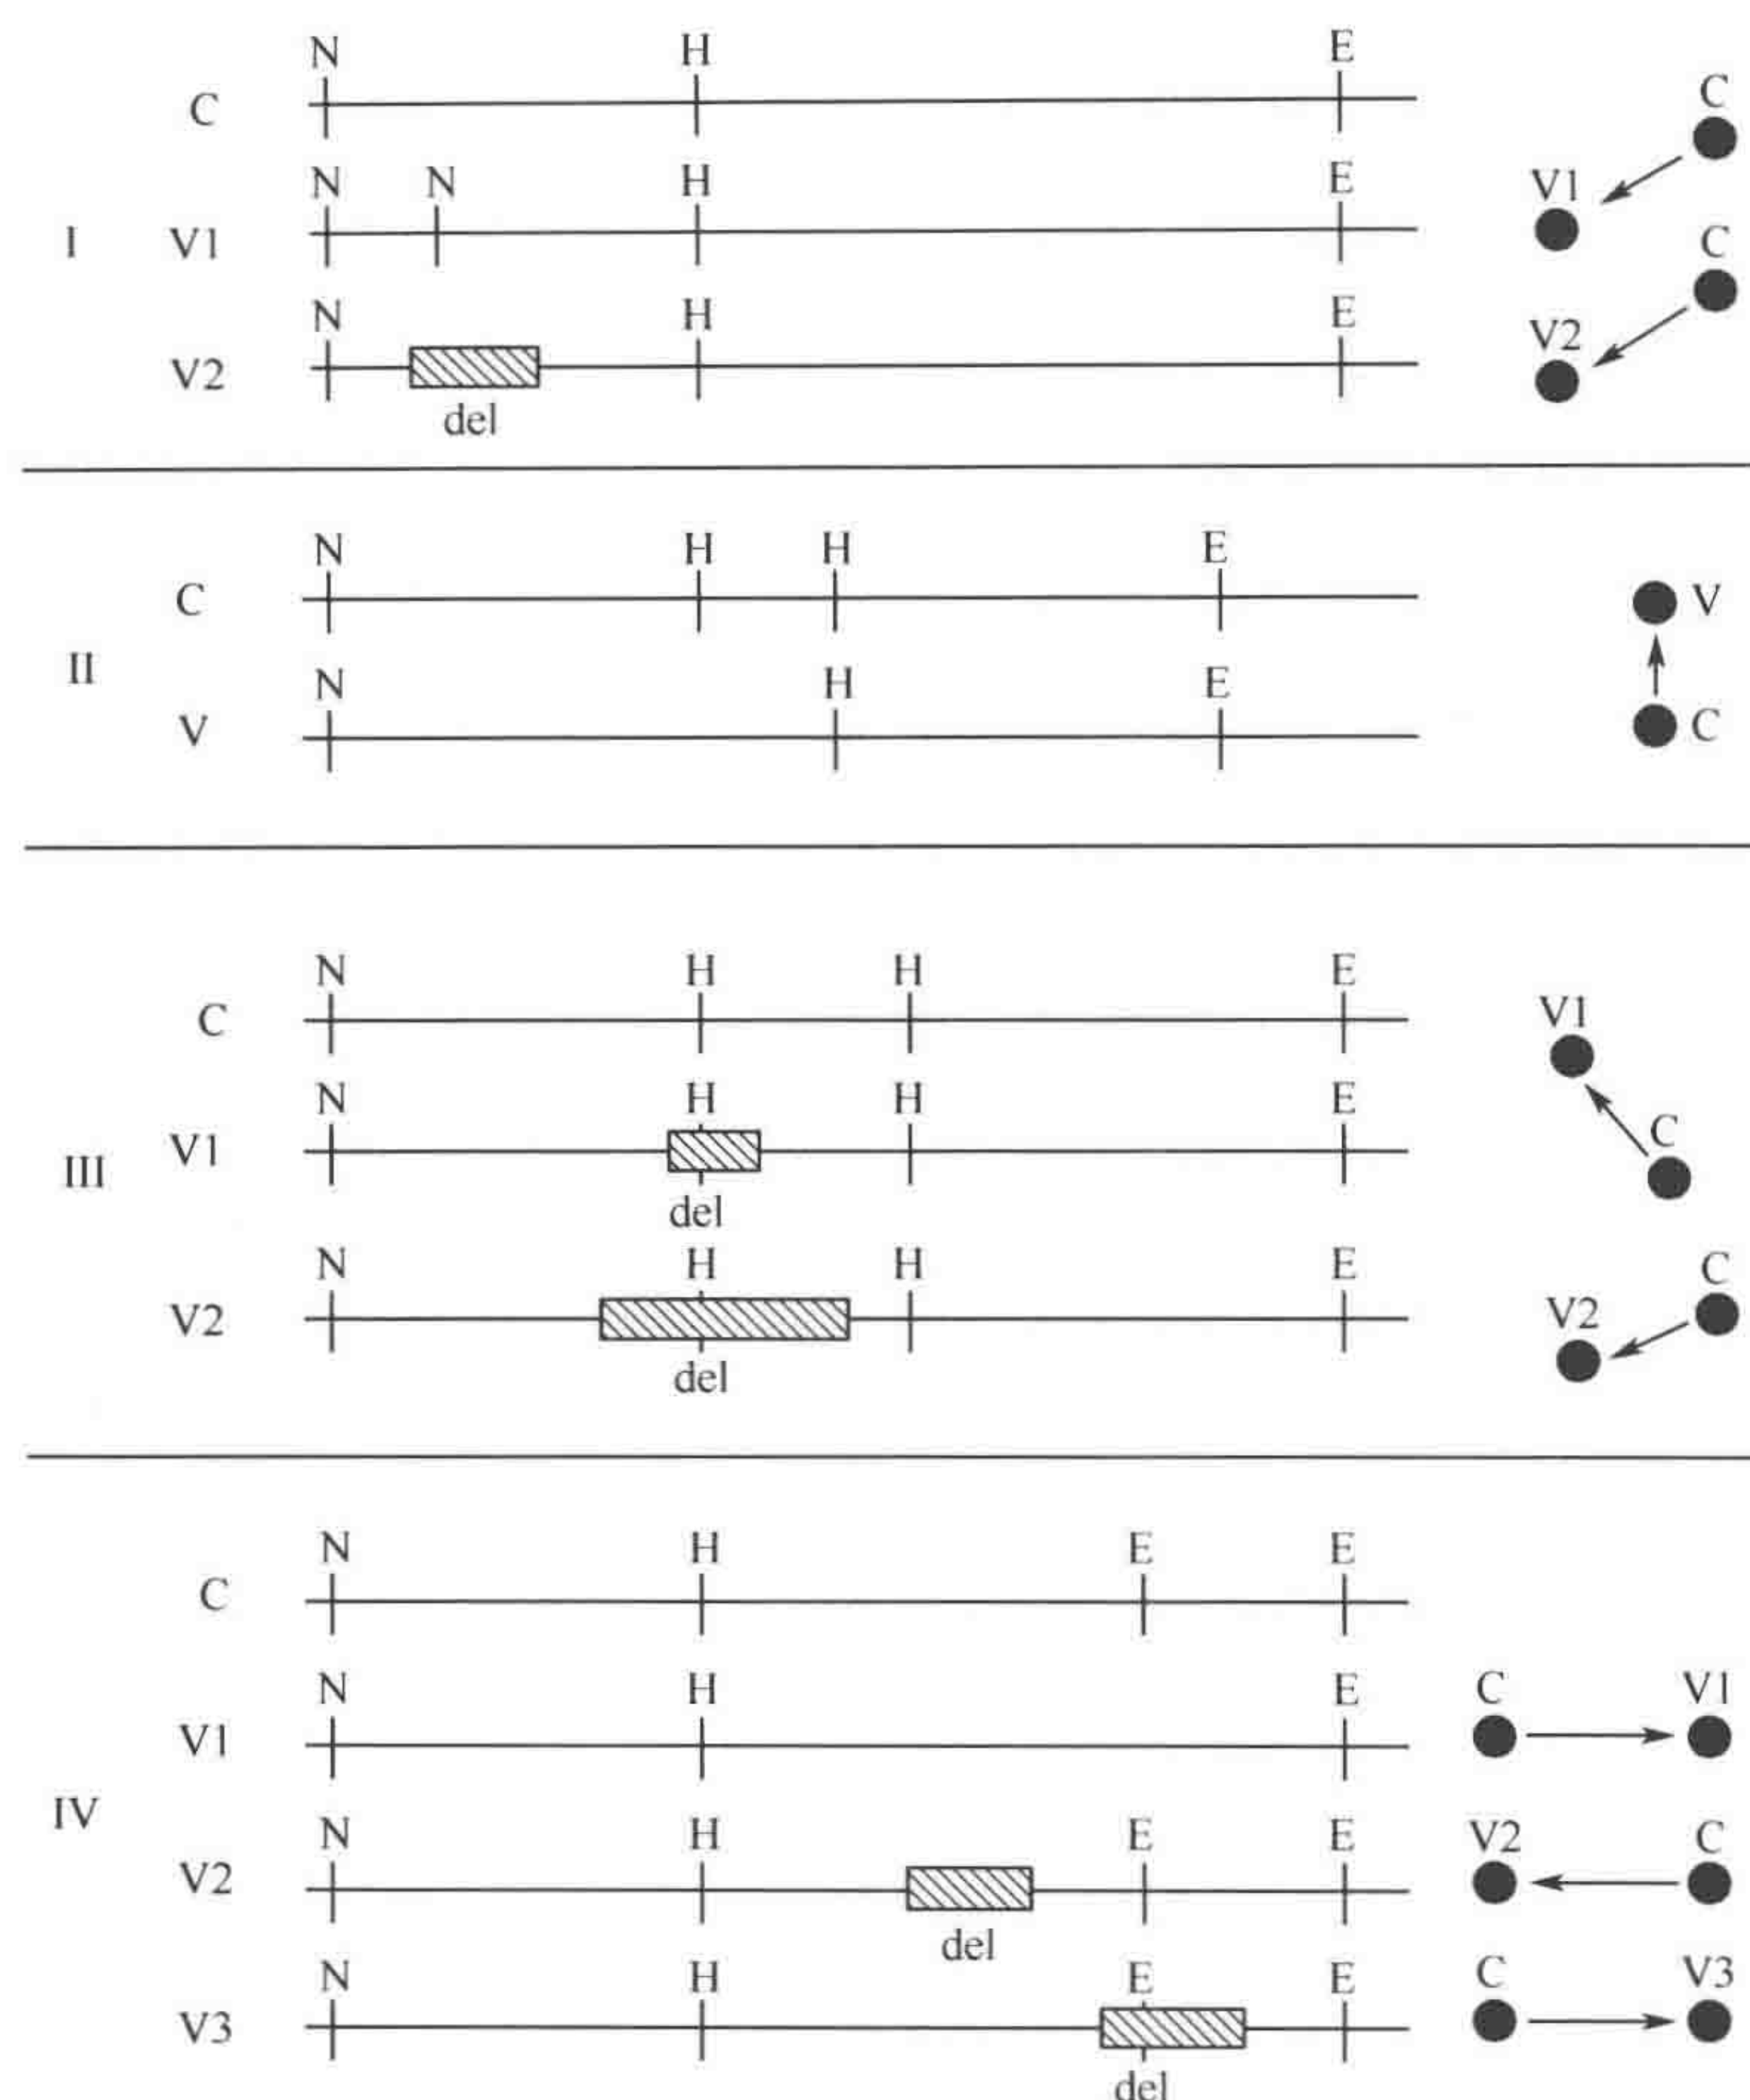 N H E
C C
N N H E
I V1 V1
C
N H E
V2 V2
del
N H H E
C V
II N H E
V C
N H H E
C V1
N H H E
III V1 C
del
N H H E C
V2 V2
del
N H E E
C
N H E C V1
V1
IV N H E E V2 C
V2
del
N H E E C V3
V3
del